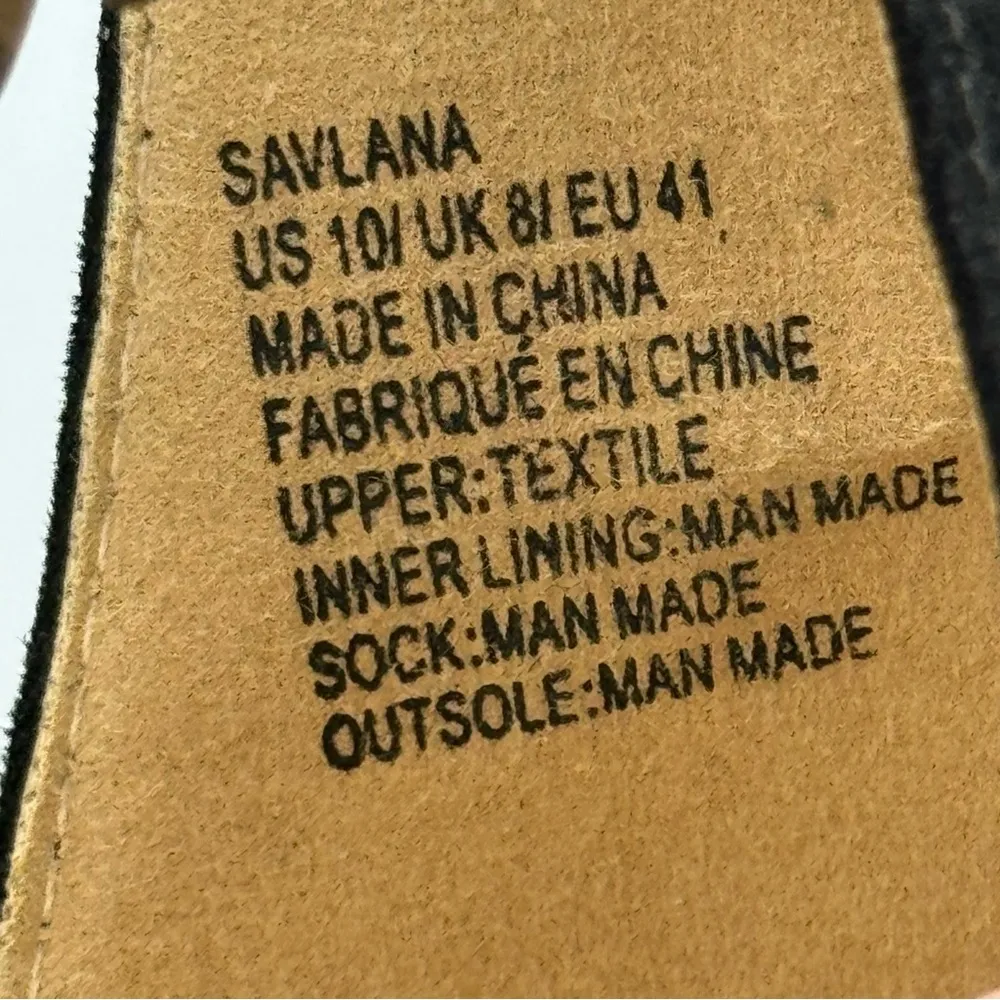 SAVLANA
US 10/ UK 8/ EU 41
MADE IN CHINA
FABRIQUÉ EN CHINE
UPPER:TEXTILE
INNER LINING:MAN MADE
SOCK:MAN MADE
OUTSOLE:MAN MADE